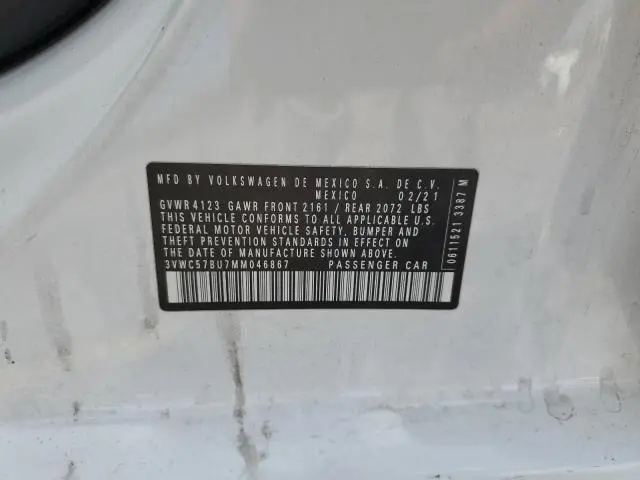 MFD BY VOLKSWAGEN DE MEXICO S.A. DE C.V.
MEXICO 02/21
GVWR 4123 GAWR FRONT 2161 / REAR 2072 LBS
THIS VEHICLE CONFORMS TO ALL APPLICABLE U.S.
FEDERAL MOTOR VEHICLE SAFETY, BUMPER AND
THEFT PREVENTION STANDARDS IN EFFECT ON
THE DATE OF MANUFACTURE SHOWN ABOVE.
3VWC57BU7MM046867 PASSENGER CAR
0611521 3387 M